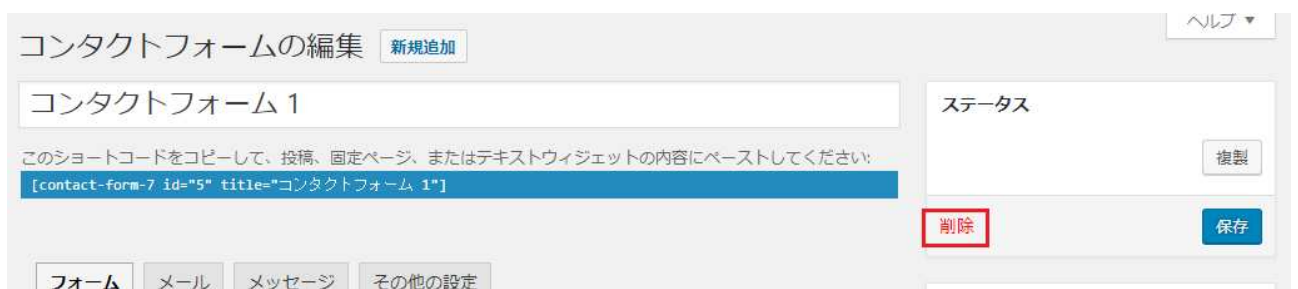 ヘルプ ▼
コンタクトフォームの編集 新規追加
コンタクトフォーム 1
このショートコードをコピーして、投稿、固定ページ、またはテキストウィジェットの内容にペーストしてください:
[contact-form-7 id="5" title="コンタクトフォーム 1"]
フォーム メール メッセージ その他の設定
ステータス
複製
削除 保存